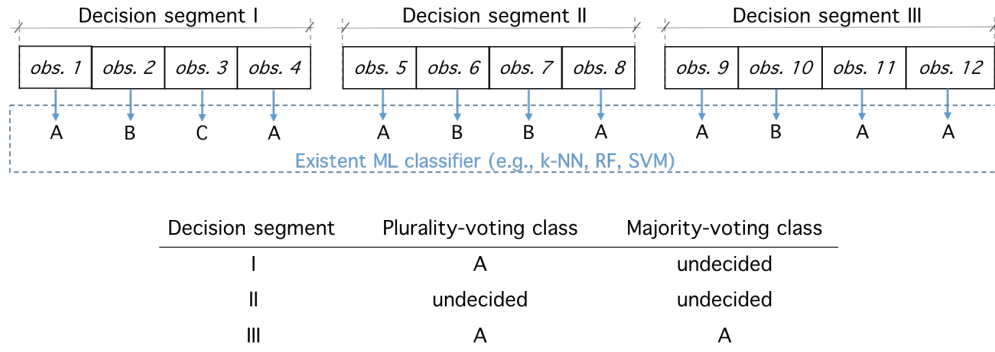 Decision segment I Decision segment II Decision segment III
obs. 1 obs. 2 obs. 3 obs. 4 obs. 5 obs. 6 obs. 7 obs. 8 obs. 9 obs. 10 obs. 11 obs. 12
A B C A A B B A A B A A
Existent ML classifier (e.g., k-NN, RF, SVM)
Decision segment Plurality-voting class Majority-voting class
I A undecided
II undecided undecided
III A A